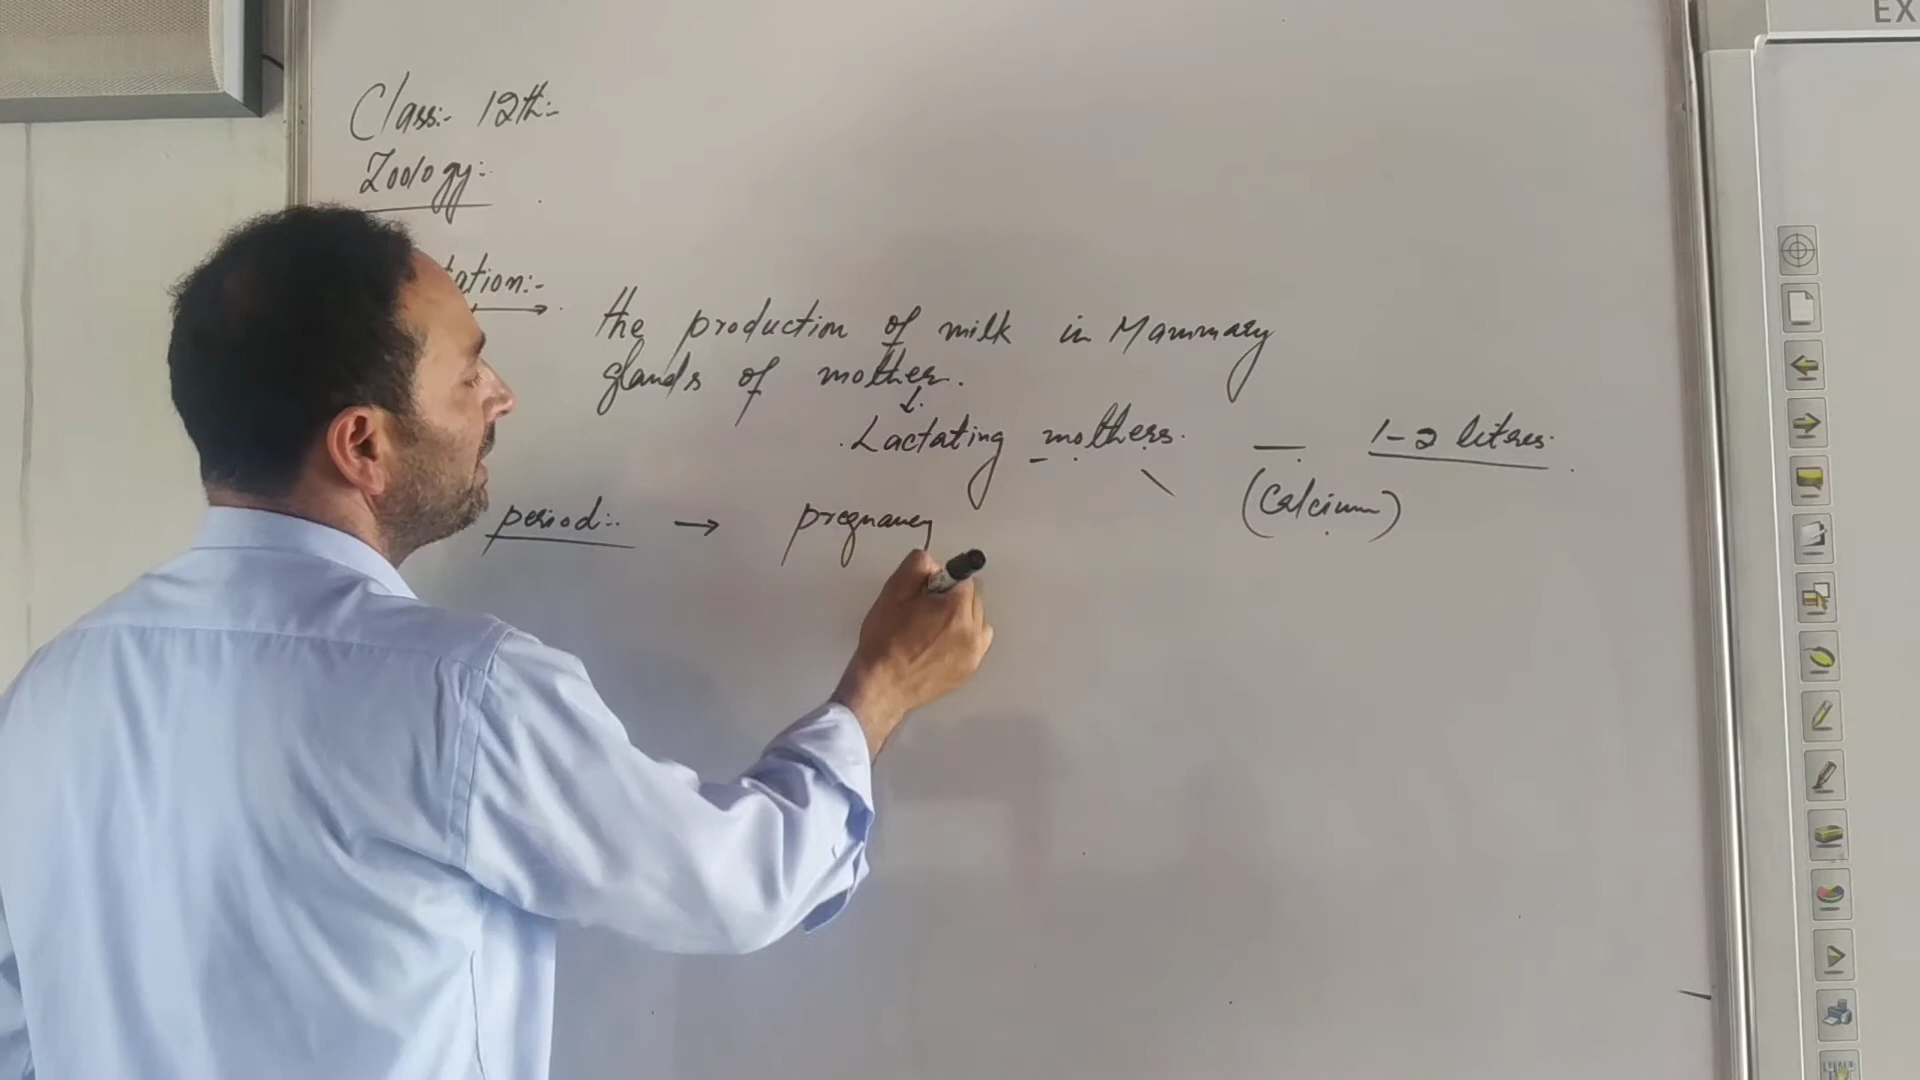 EX
Class:- 12th:-
Zoology:-
tation:-
the production of milk in Mammary
glands of mother.
Lactating mothers. — 1-2 liters.
(Calcium)
period:- → pregnancy